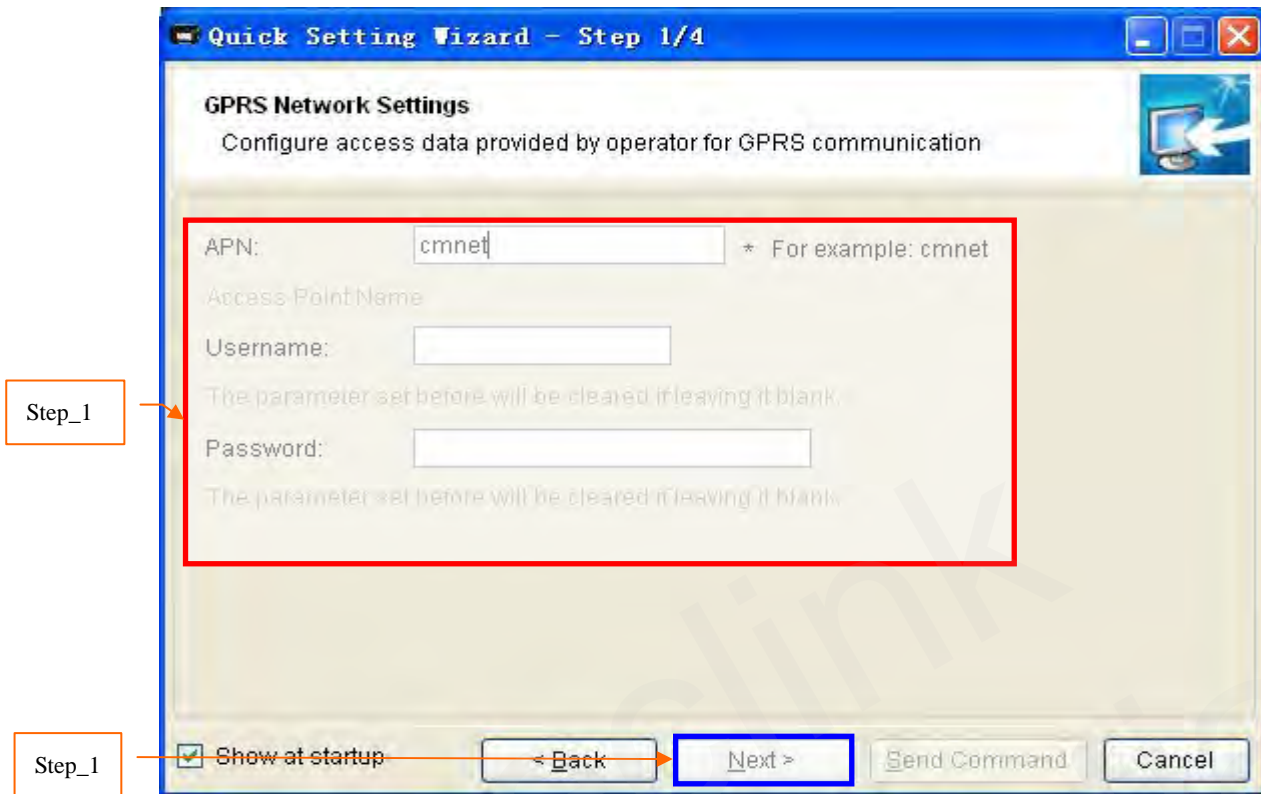 Quick Setting Wizard - Step 1/4
GPRS Network Settings
Configure access data provided by operator for GPRS communication
APN: cmnet * For example: cmnet
Access Point Name
Username:
The parameter set before will be cleared if leaving it blank.
Step_1
Password:
The parameter set before will be cleared if leaving it blank.
Step_1
Show at startup < Back Next > Send Command Cancel